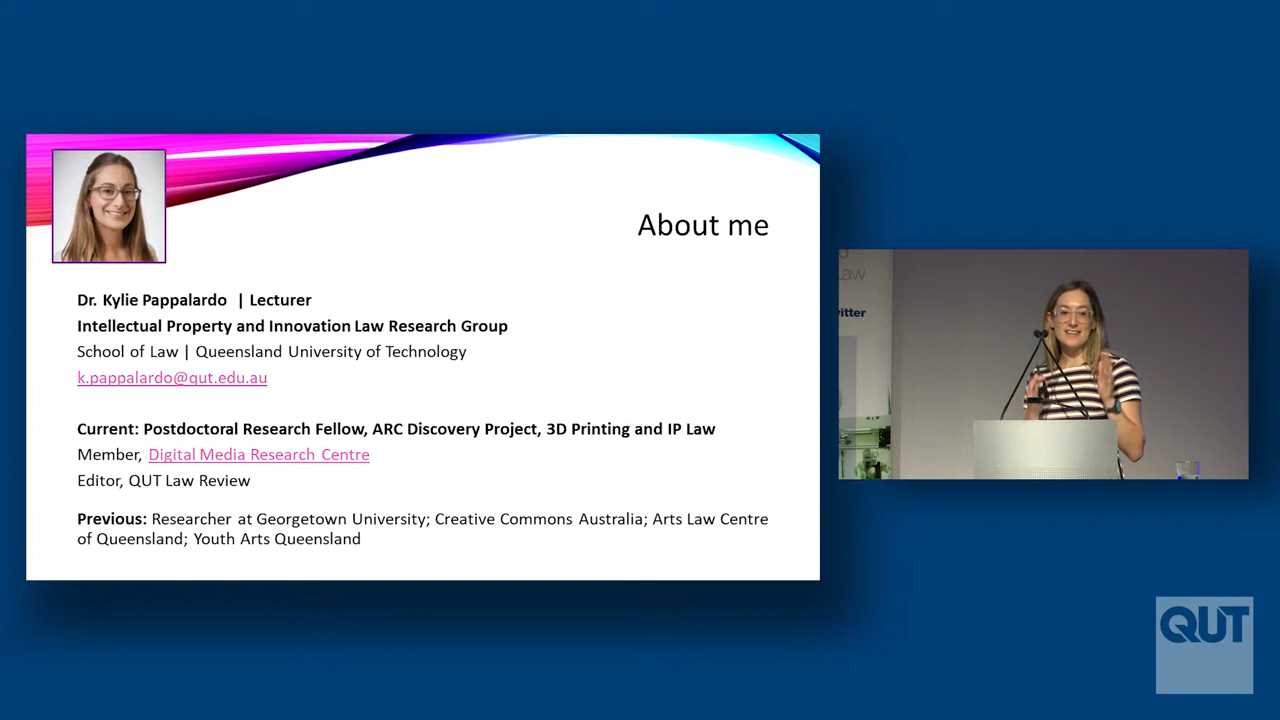 About me
Dr. Kylie Pappalardo | Lecturer
Intellectual Property and Innovation Law Research Group
School of Law | Queensland University of Technology
k.pappalardo@qut.edu.au
Current: Postdoctoral Research Fellow, ARC Discovery Project, 3D Printing and IP Law
Member, Digital Media Research Centre
Editor, QUT Law Review
Previous: Researcher at Georgetown University; Creative Commons Australia; Arts Law Centre
of Queensland; Youth Arts Queensland
Law
itter
QUT